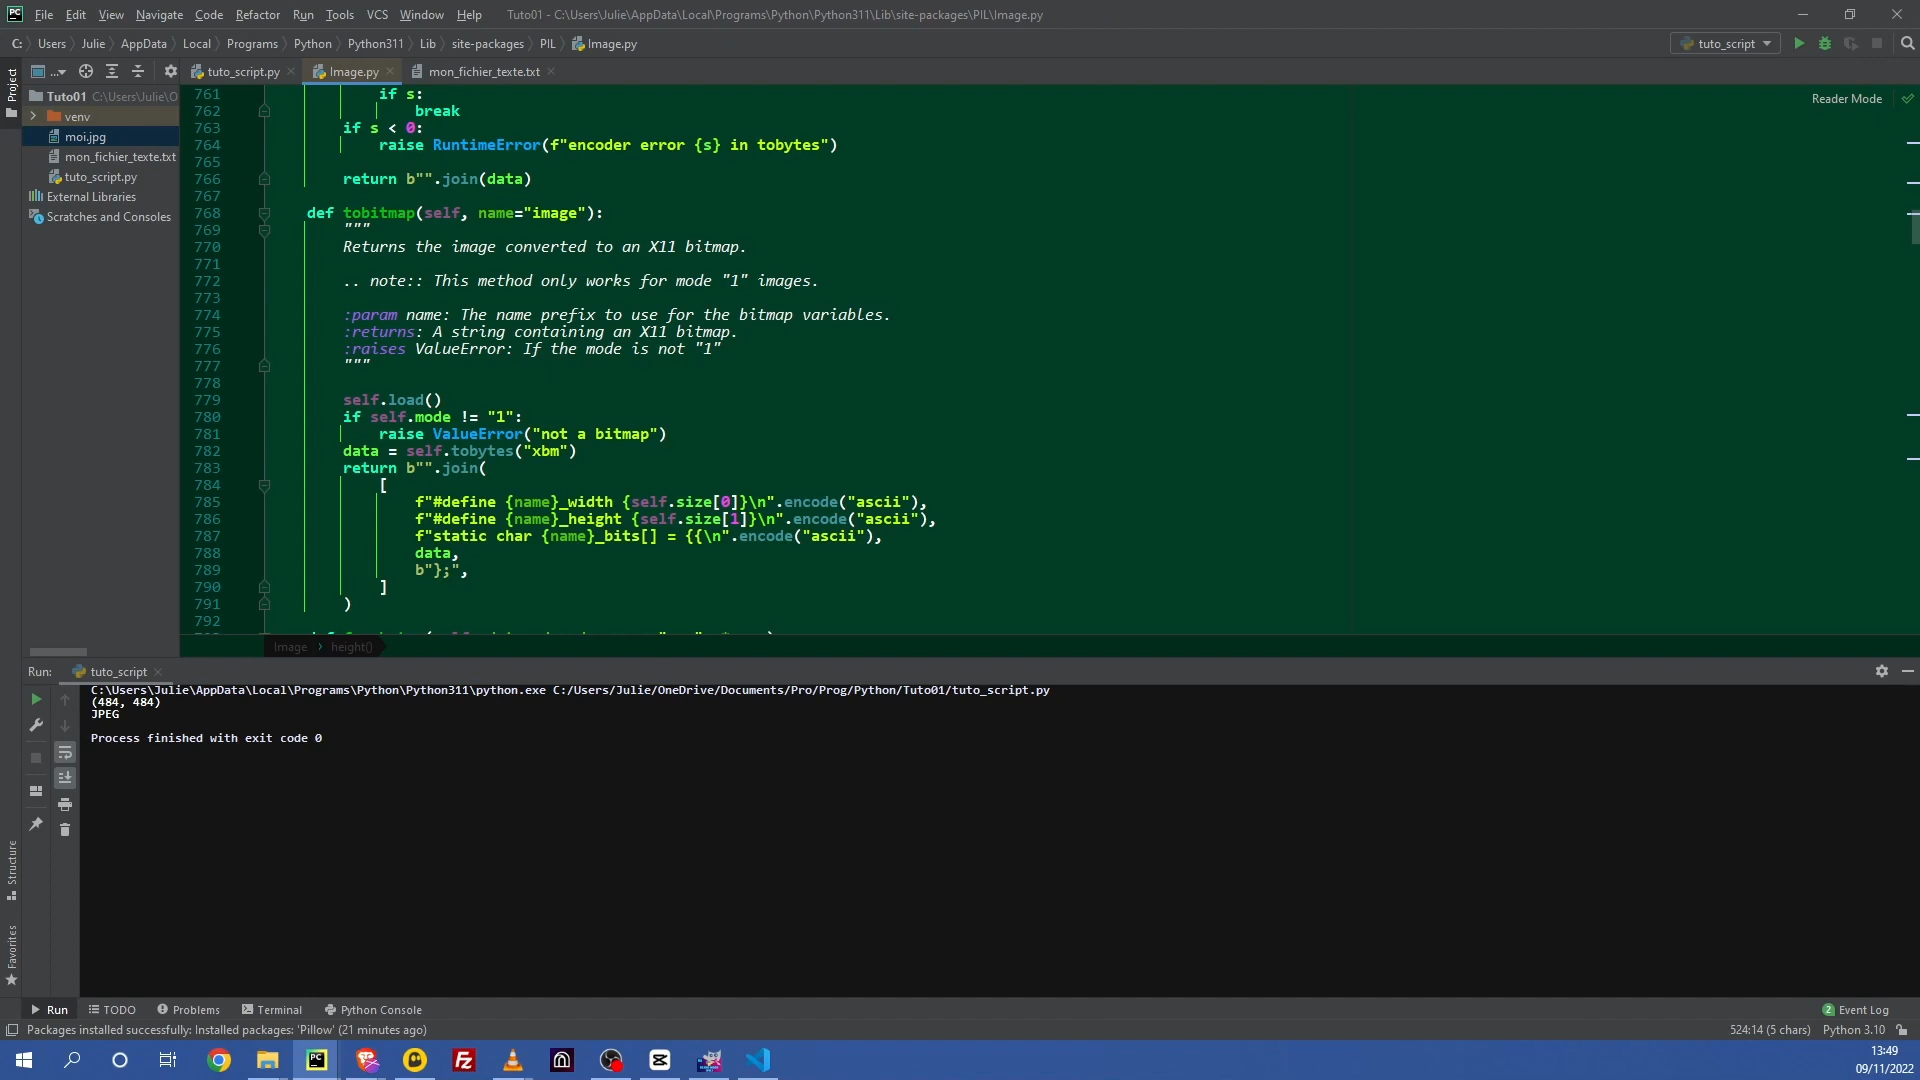 File Edit View Navigate Code Refactor Run Tools VCS Window Help Tuto01 - C:\Users\Julie\AppData\Local\Programs\Python\Python311\Lib\site-packages\PIL\Image.py
C: Users Julie AppData Local Programs Python Python311 Lib site-packages PIL Image.py tuto_script
Project
... tuto_script.py Image.py mon_fichier_texte.txt
Tuto01 C:\Users\Julie\O
venv
moi.jpg
mon_fichier_texte.txt
tuto_script.py
External Libraries
Scratches and Consoles
Reader Mode
761 if s:
762 break
763 if s < 0:
764 raise RuntimeError(f"encoder error {s} in tobytes")
765
766 return b"".join(data)
767
768 def tobitmap(self, name="image"):
769 """
770 Returns the image converted to an X11 bitmap.
771
772 .. note:: This method only works for mode "1" images.
773
774 :param name: The name prefix to use for the bitmap variables.
775 :returns: A string containing an X11 bitmap.
776 :raises ValueError: If the mode is not "1"
777 """
778
779 self.load()
780 if self.mode != "1":
781 raise ValueError("not a bitmap")
782 data = self.tobytes("xbm")
783 return b"".join(
784 [
785 f"#define {name}_width {self.size[0]}\n".encode("ascii"),
786 f"#define {name}_height {self.size[1]}\n".encode("ascii"),
787 f"static char {name}_bits[] = {{\n".encode("ascii"),
788 data,
789 b"};",
790 ]
791 )
792
Image height()
Run: tuto_script
C:\Users\Julie\AppData\Local\Programs\Python\Python311\python.exe C:/Users/Julie/OneDrive/Documents/Pro/Prog/Python/Tuto01/tuto_script.py
(484, 484)
JPEG
Process finished with exit code 0
Structure
Favorites
Run TODO Problems Terminal Python Console 2 Event Log
Packages installed successfully: Installed packages: 'Pillow' (21 minutes ago) 524:14 (5 chars) Python 3.10
13:49
09/11/2022